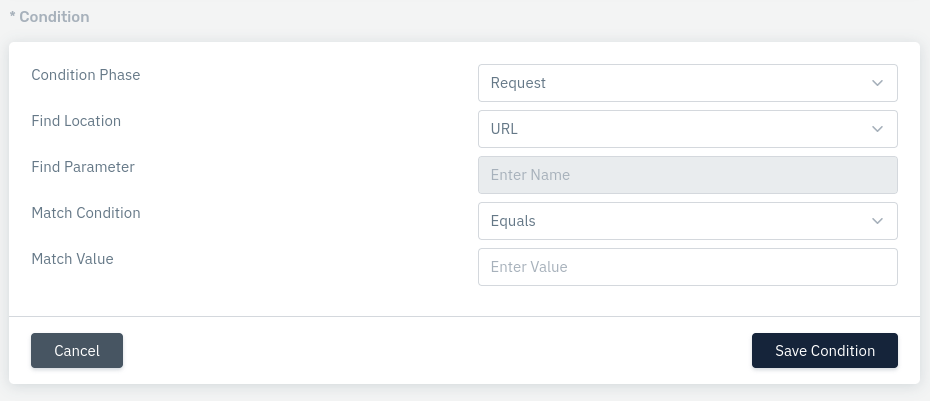 * Condition
Condition Phase
Request
Find Location
URL
Find Parameter
Enter Name
Match Condition
Equals
Match Value
Enter Value
Cancel
Save Condition